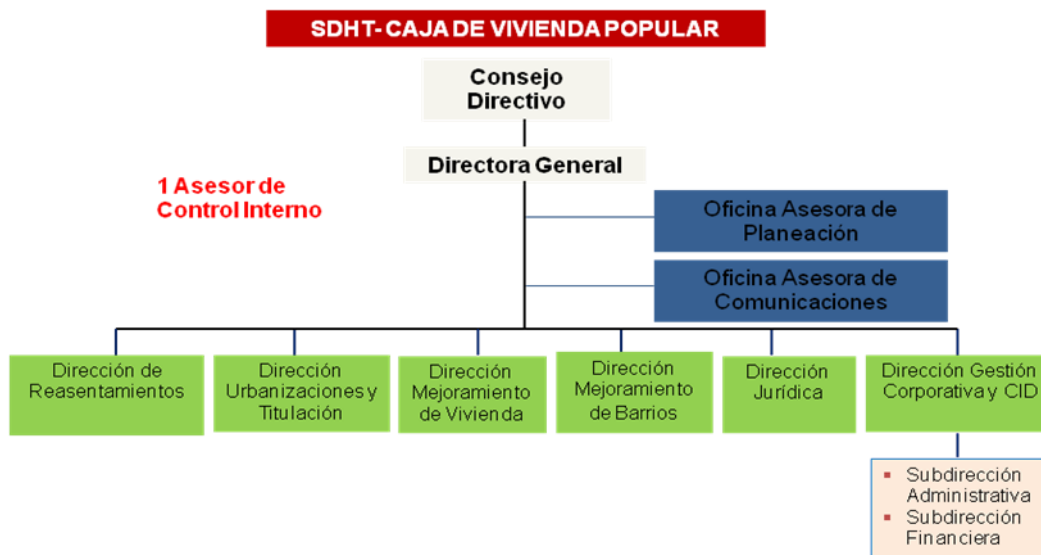 SDHT- CAJA DE VIVIENDA POPULAR
Consejo
Directivo
Directora General
1 Asesor de
Control Interno
Oficina Asesora de
Planeación
Oficina Asesora de
Comunicaciones
Dirección de
Reasentamientos
Dirección
Urbanizaciones y
Titulación
Dirección
Mejoramiento
de Vivienda
Dirección
Mejoramiento
de Barrios
Dirección
Jurídica
Dirección Gestión
Corporativa y CID
Subdirección
Administrativa
Subdirección
Financiera